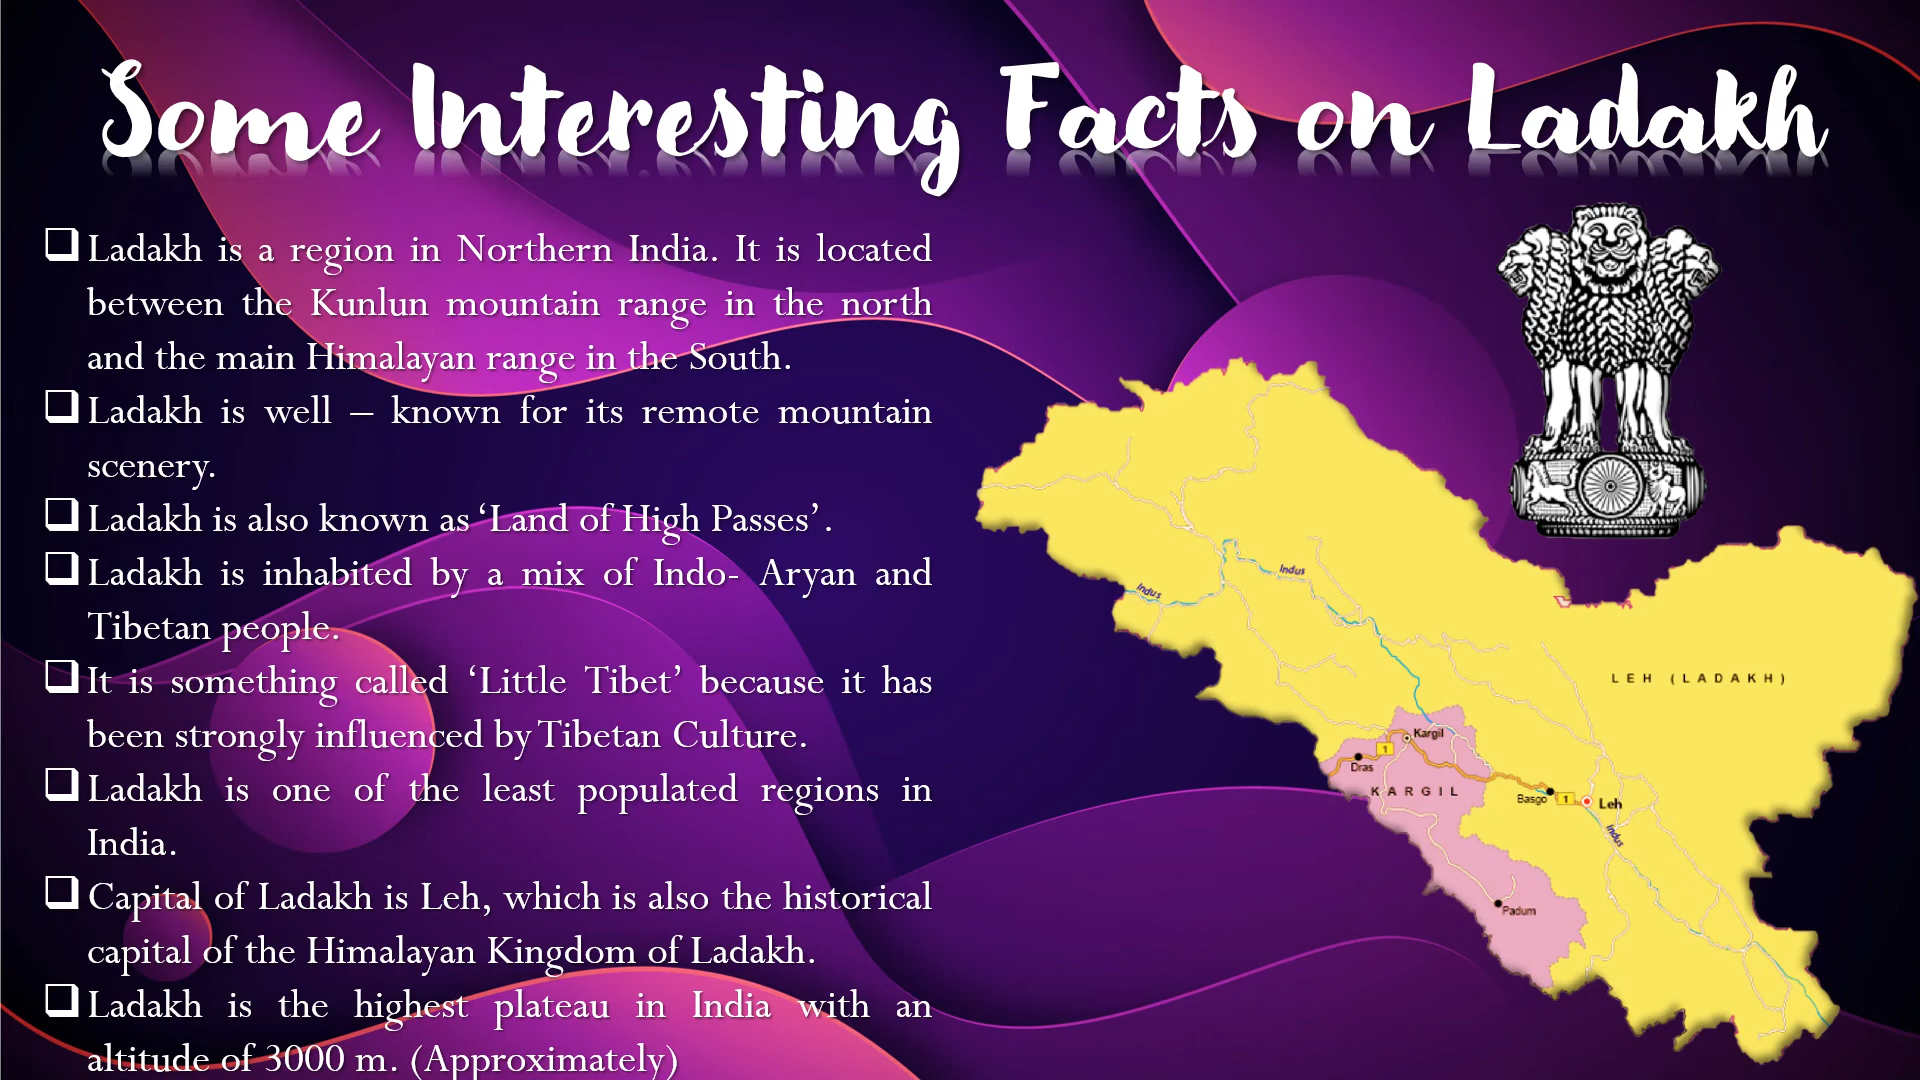 Some Interesting Facts on Ladakh
❑ Ladakh is a region in Northern India. It is located
between the Kunlun mountain range in the north
and the main Himalayan range in the South.
❑ Ladakh is well – known for its remote mountain
scenery.
❑ Ladakh is also known as ‘Land of High Passes’.
❑ Ladakh is inhabited by a mix of Indo- Aryan and
Tibetan people.
❑ It is something called ‘Little Tibet’ because it has
been strongly influenced by Tibetan Culture.
❑ Ladakh is one of the least populated regions in
India.
❑ Capital of Ladakh is Leh, which is also the historical
capital of the Himalayan Kingdom of Ladakh.
❑ Ladakh is the highest plateau in India with an
altitude of 3000 m. (Approximately)
Indus
Indus
LEH (LADAKH)
Kargil
1
Dras
KARGIL
Basgo
1
Leh
Indus
Padum